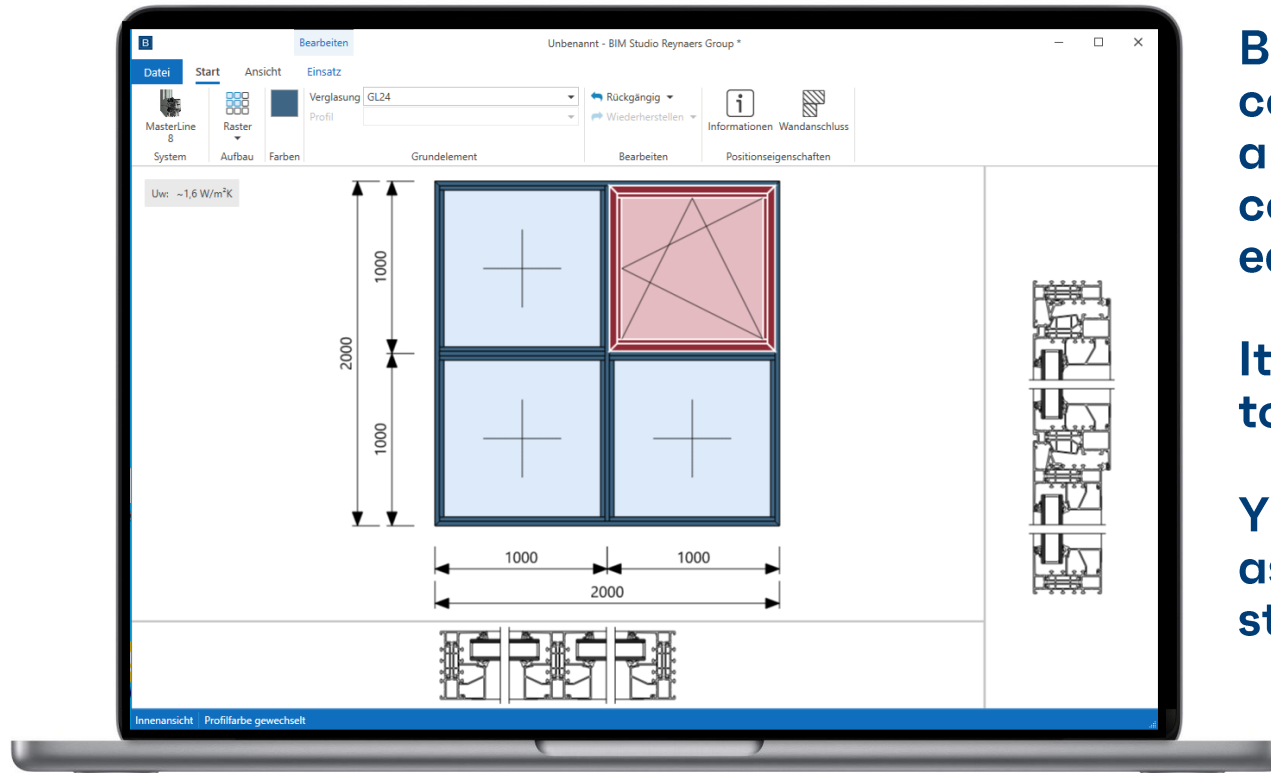 B
Bearbeiten
Unbenannt - BIM Studio Reynaers Group *
Datei Start Ansicht Einsatz
MasterLine
8
System
Raster
Aufbau
Farben
Verglasung GL24
Profil
Grundelement
Rückgängig
Wiederherstellen
Bearbeiten
Informationen Wandanschluss
Positionseigenschaften
Uw: ~1,6 W/m²K
1000
2000
1000
1000 1000
2000
Innenansicht Profilfarbe gewechselt
It